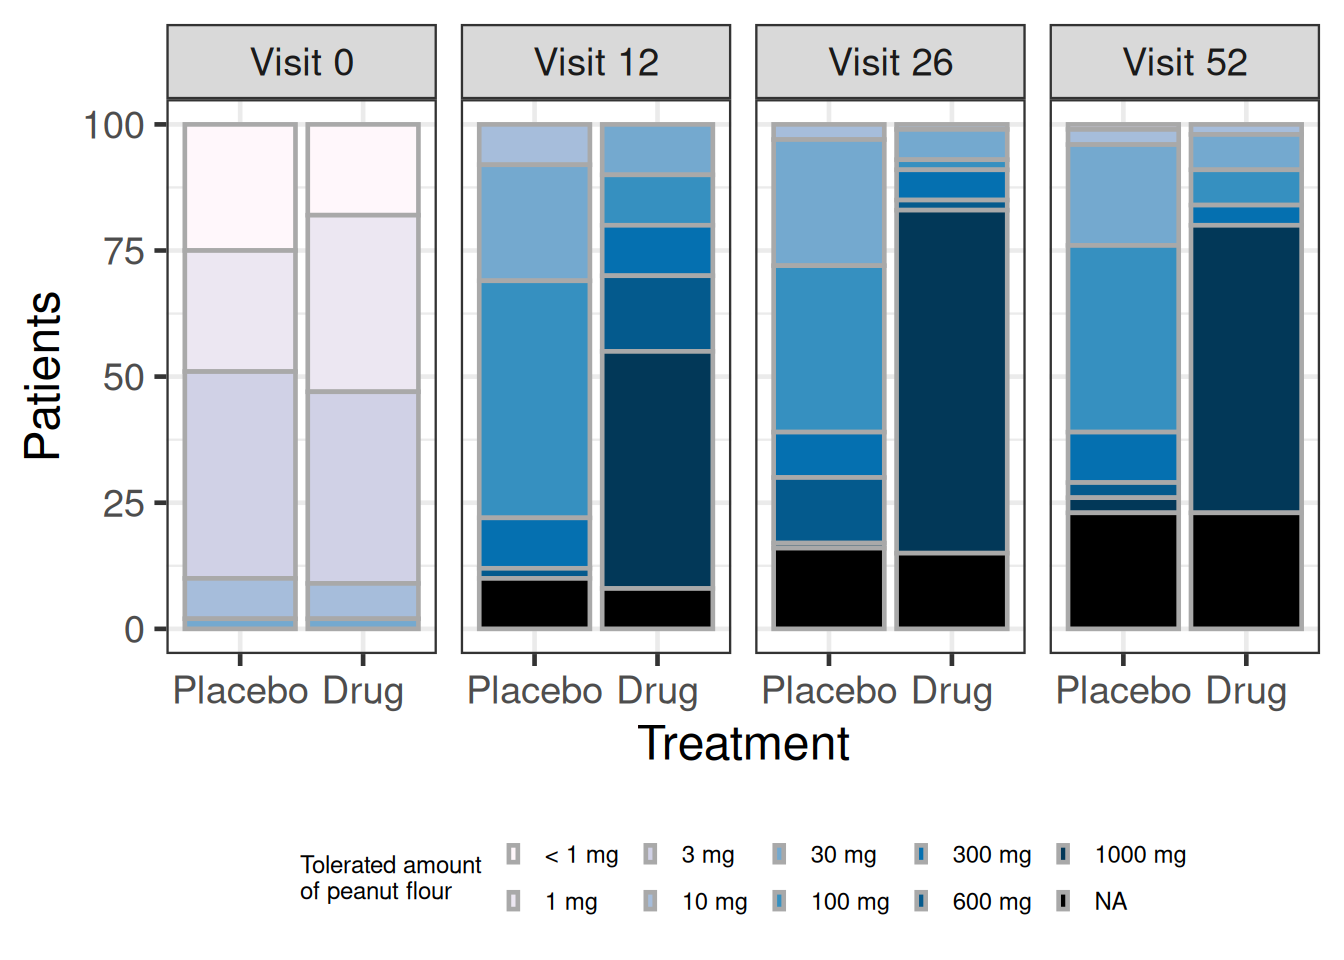 Visit 0 Visit 12 Visit 26 Visit 52
100
75
50
25
0
Patients
Placebo Drug Placebo Drug Placebo Drug Placebo Drug
Treatment
Tolerated amount
of peanut flour
< 1 mg 3 mg 30 mg 300 mg 1000 mg
1 mg 10 mg 100 mg 600 mg NA